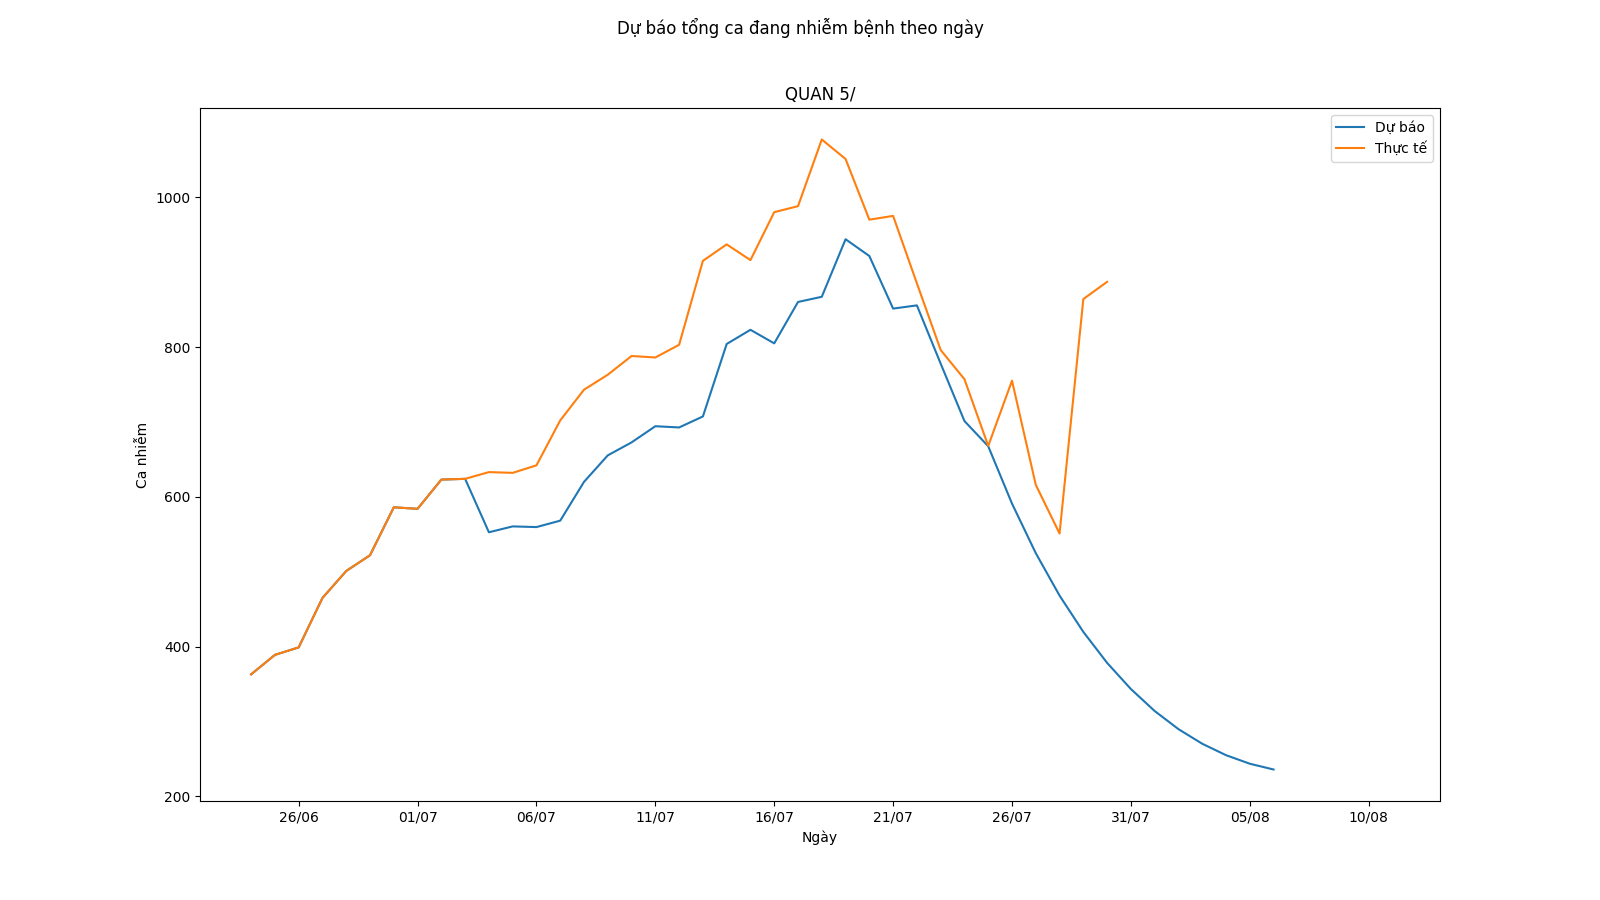 Dự báo tổng ca đang nhiễm bệnh theo ngày
QUAN 5/
Dự báo
Thực tế
1000
800
600
400
200
Ca nhiễm
26/06 01/07 06/07 11/07 16/07 21/07 26/07 31/07 05/08 10/08
Ngày